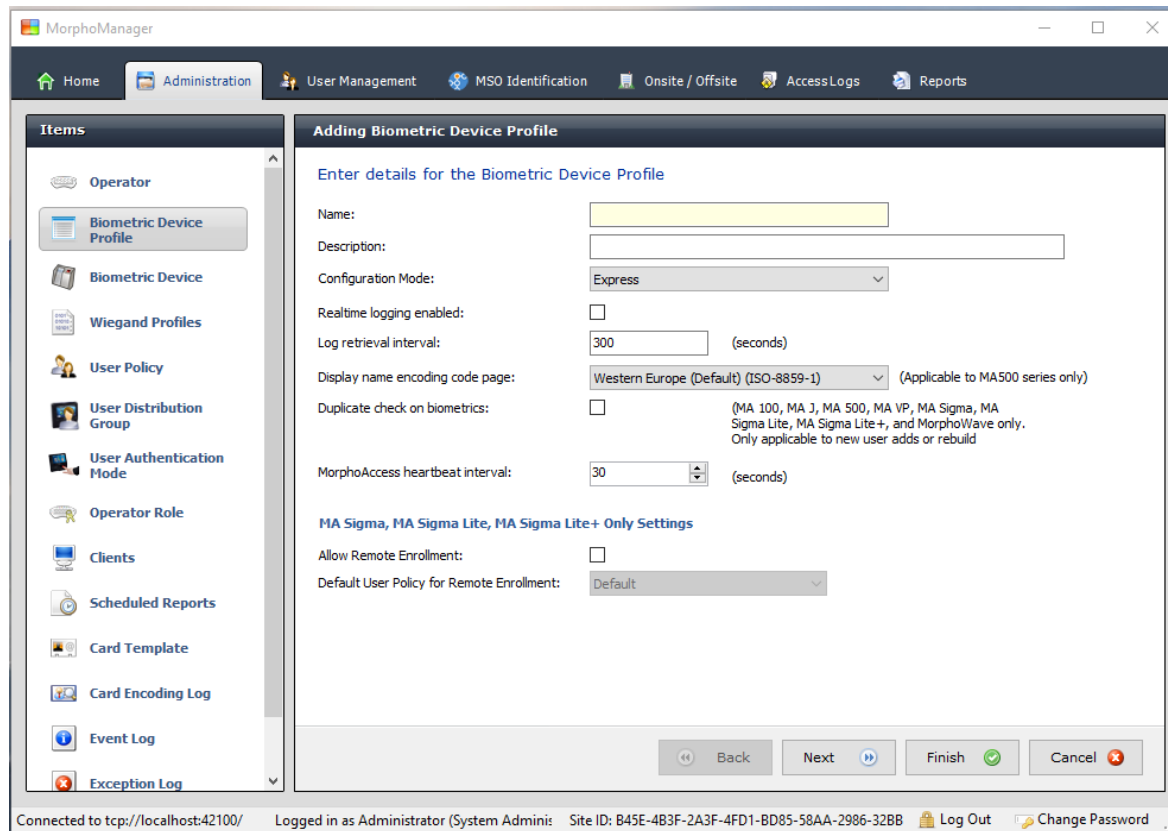 MorphoManager
Home
Administration
User Management
MSO Identification
Onsite / Offsite
Access Logs
Reports
Items
Operator
Biometric Device
Profile
Biometric Device
Wiegand Profiles
User Policy
User Distribution
Group
User Authentication
Mode
Operator Role
Clients
Scheduled Reports
Card Template
Card Encoding Log
Event Log
Exception Log
Adding Biometric Device Profile
Enter details for the Biometric Device Profile
Name:
Description:
Configuration Mode: Express
Realtime logging enabled:
Log retrieval interval: 300 (seconds)
Display name encoding code page: Western Europe (Default) (ISO-8859-1) (Applicable to MA500 series only)
Duplicate check on biometrics: (MA 100, MA J, MA 500, MA VP, MA Sigma, MA
Sigma Lite, MA Sigma Lite+, and MorphoWave only.
Only applicable to new user adds or rebuild
MorphoAccess heartbeat interval: 30 (seconds)
MA Sigma, MA Sigma Lite, MA Sigma Lite+ Only Settings
Allow Remote Enrollment:
Default User Policy for Remote Enrollment: Default
Back
Next
Finish
Cancel
Connected to tcp://localhost:42100/ Logged in as Administrator (System Adminis: Site ID: B45E-4B3F-2A3F-4FD1-BD85-58AA-2986-32BB Log Out Change Password